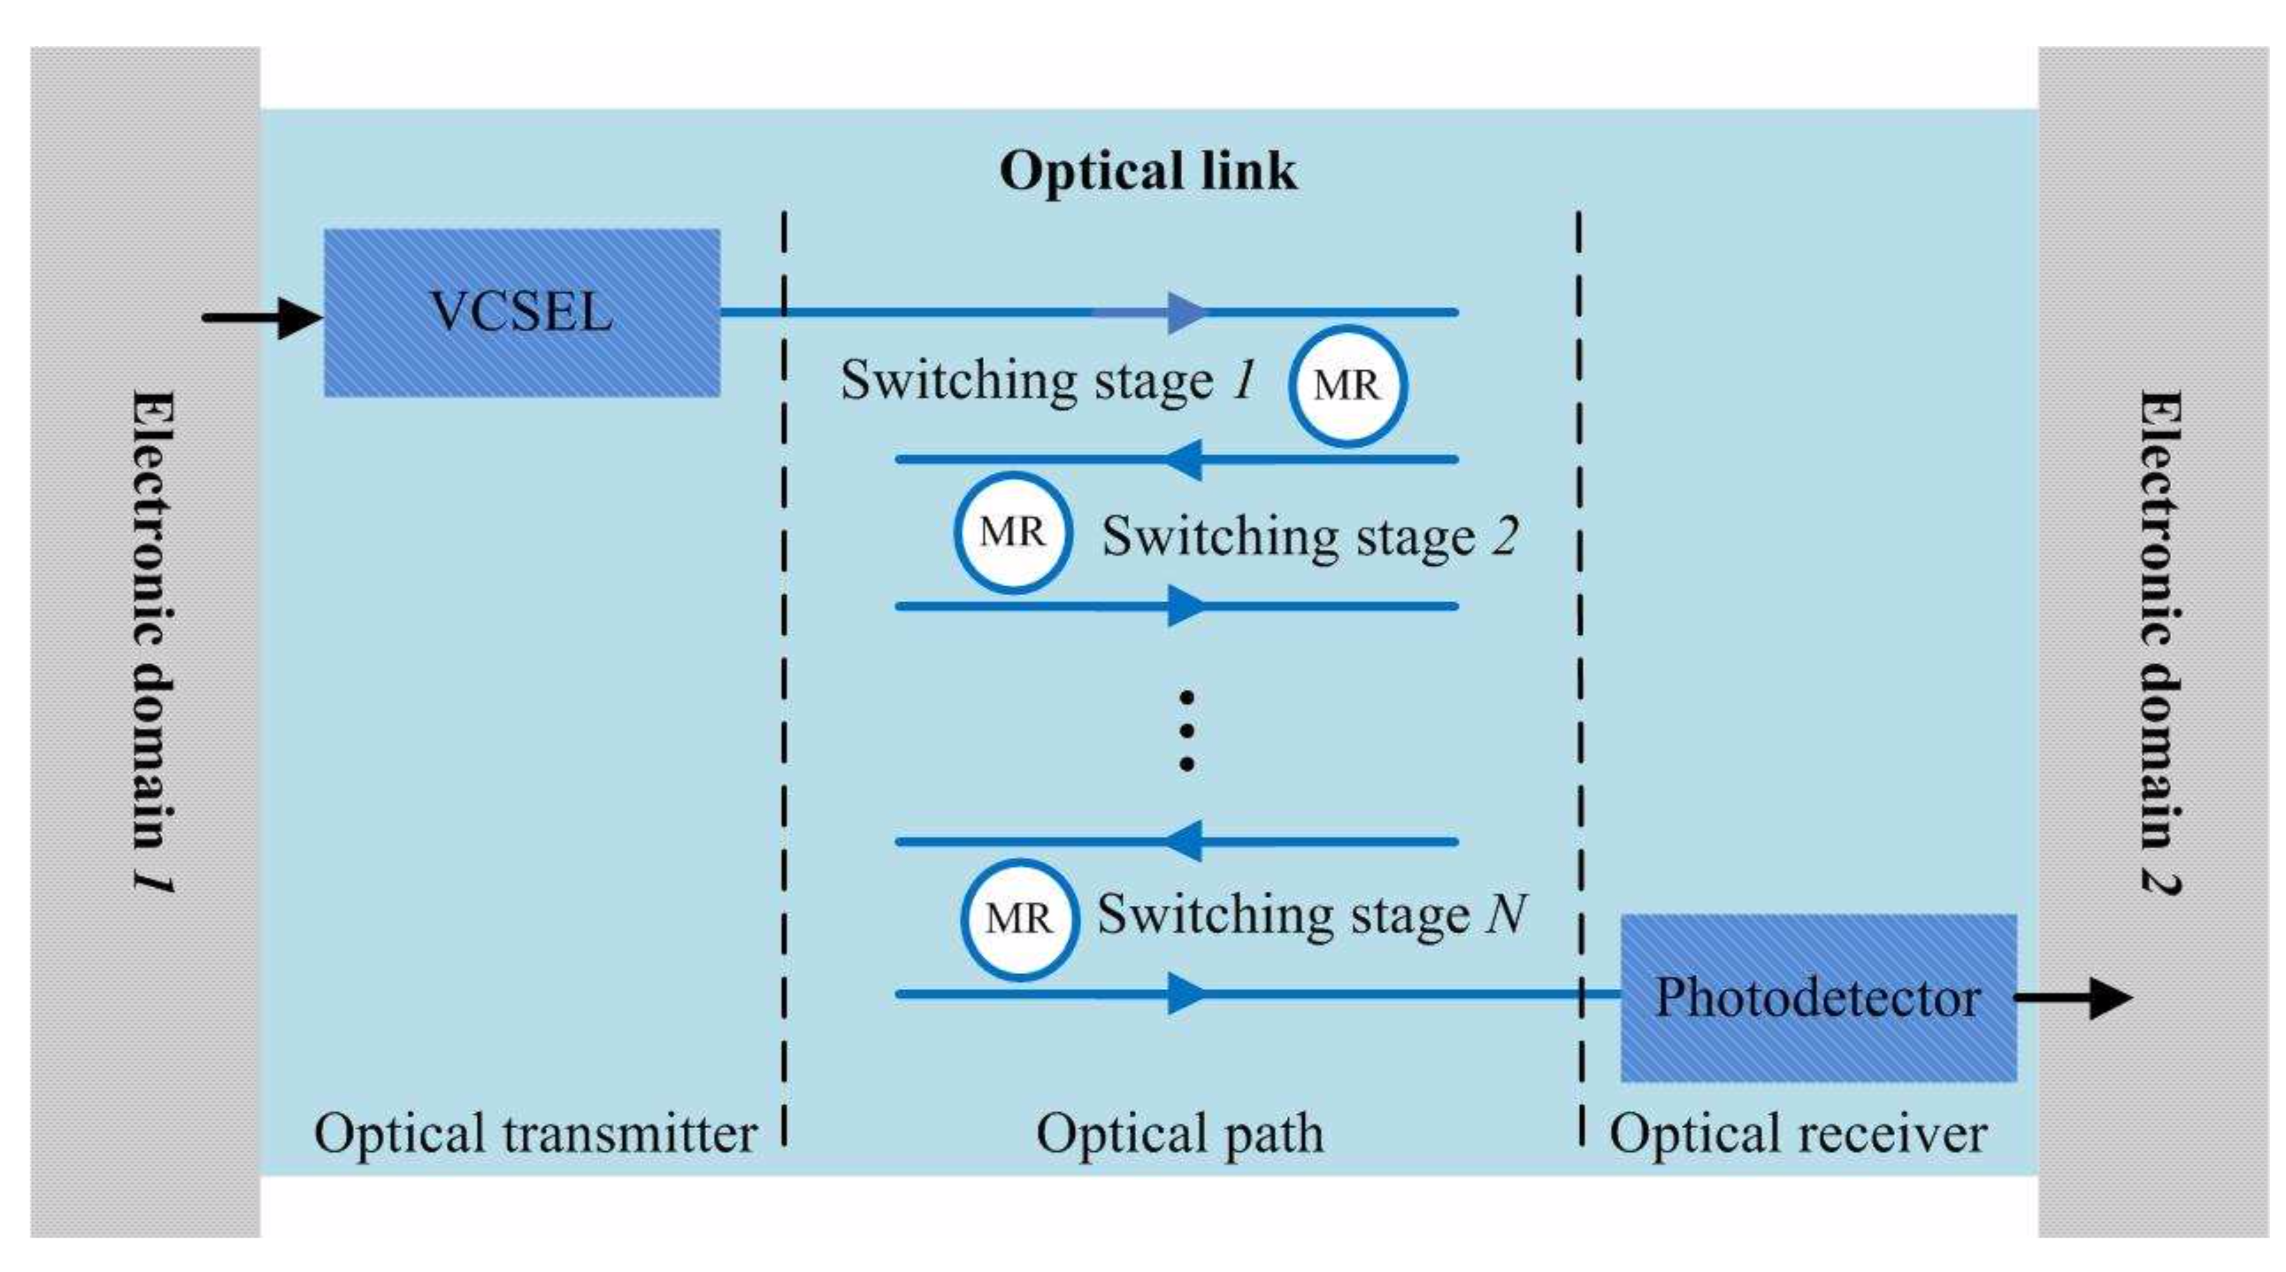 Optical link
VCSEL
Switching stage 1
MR
MR
Switching stage 2
MR
Switching stage N
Photodetector
Optical transmitter
Optical path
Optical receiver
Electronic domain 1
Electronic domain 2